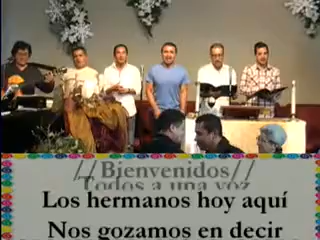 //Bienvenidos//
Todos a una voz
Los hermanos hoy aquí
Nos gozamos en decir